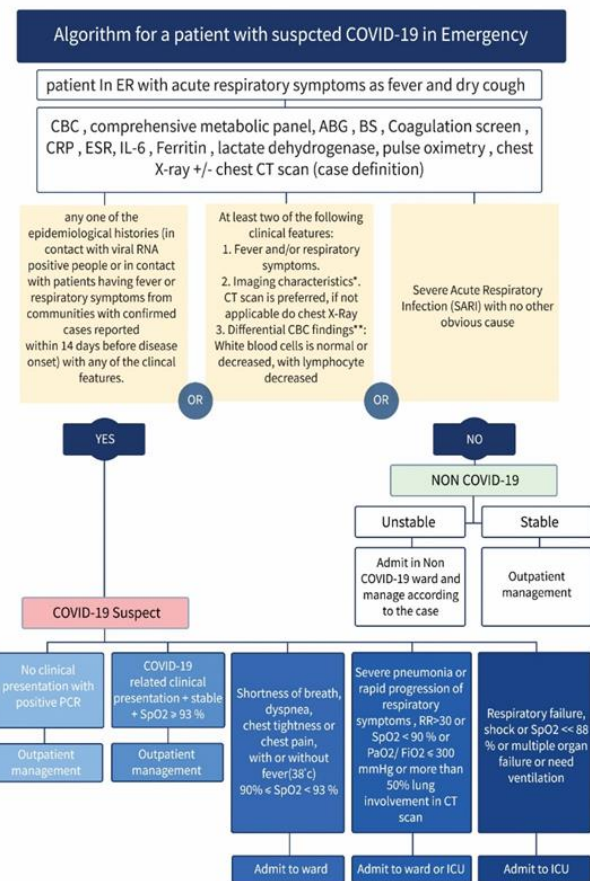 Algorithm for a patient with suspcted COVID-19 in Emergency
patient In ER with acute respiratory symptoms as fever and dry cough
CBC , comprehensive metabolic panel, ABG , BS , Coagulation screen ,
CRP , ESR, IL-6 , Ferritin , lactate dehydrogenase, pulse oximetry , chest
X-ray +/- chest CT scan (case definition)
any one of the
epidemiological histories (in
contact with viral RNA
positive people or in contact
with patients having fever or
respiratory symptoms from
communities with confirmed
cases reported
within 14 days before disease
onset) with any of the clincal
features.
OR
At least two of the following
clinical features:
1. Fever and/or respiratory
symptoms.
2. Imaging characteristics*.
CT scan is preferred, if not
applicable do chest X-Ray
3. Differential CBC findings**:
White blood cells is normal or
decreased, with lymphocyte
decreased
OR
Severe Acute Respiratory
Infection (SARI) with no other
obvious cause
YES
NO
NON COVID-19
Unstable
Stable
Admit in Non
COVID-19 ward and
manage according
to the case
Outpatient
management
COVID-19 Suspect
No clinical
presentation with
positive PCR
Outpatient
management
COVID-19
related clinical
presentation + stable
+ SpO2 ⩾ 93 %
Outpatient
management
Shortness of breath,
dyspnea,
chest tightness or
chest pain,
with or without
fever(38°c)
90% ⩽ SpO2 < 93 %
Admit to ward
Severe pneumonia or
rapid progression of
respiratory
symptoms , RR>30 or
SpO2 < 90 % or
PaO2/ FiO2 ⩽ 300
mmHg or more than
50% lung
involvement in CT
scan
Admit to ward or ICU
Respiratory failure,
shock or SpO2 << 88
% or multiple organ
failure or need
ventilation
Admit to ICU